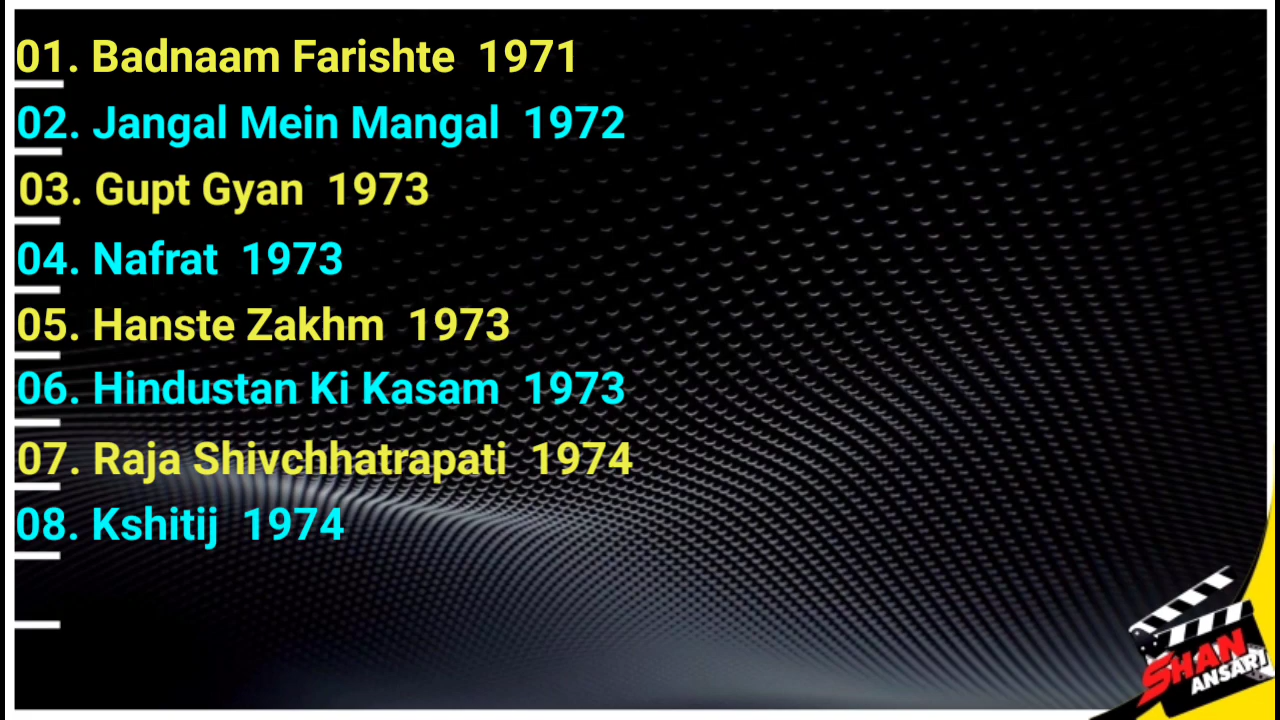 01. Badnaam Farishte 1971
02. Jangal Mein Mangal 1972
03. Gupt Gyan 1973
04. Nafrat 1973
05. Hanste Zakhm 1973
06. Hindustan Ki Kasam 1973
07. Raja Shivchhatrapati 1974
08. Kshitij 1974
SHAN
ANSARI